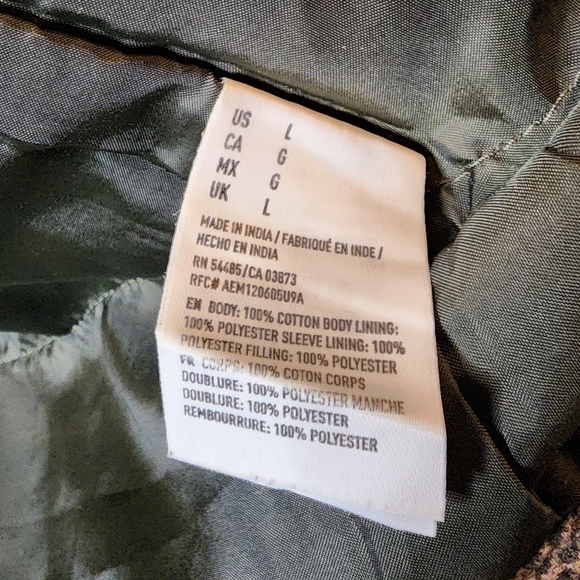 US L
CA G
MX G
UK L
MADE IN INDIA / FABRIQUÉ EN INDE /
HECHO EN INDIA
RN 54485/CA 03873
RFC# AEM120605U9A
EN BODY: 100% COTTON BODY LINING:
100% POLYESTER SLEEVE LINING: 100%
POLYESTER FILLING: 100% POLYESTER
FR CORPS: 100% COTON CORPS
DOUBLURE: 100% POLYESTER MANCHE
DOUBLURE: 100% POLYESTER
REMBOURRURE: 100% POLYESTER